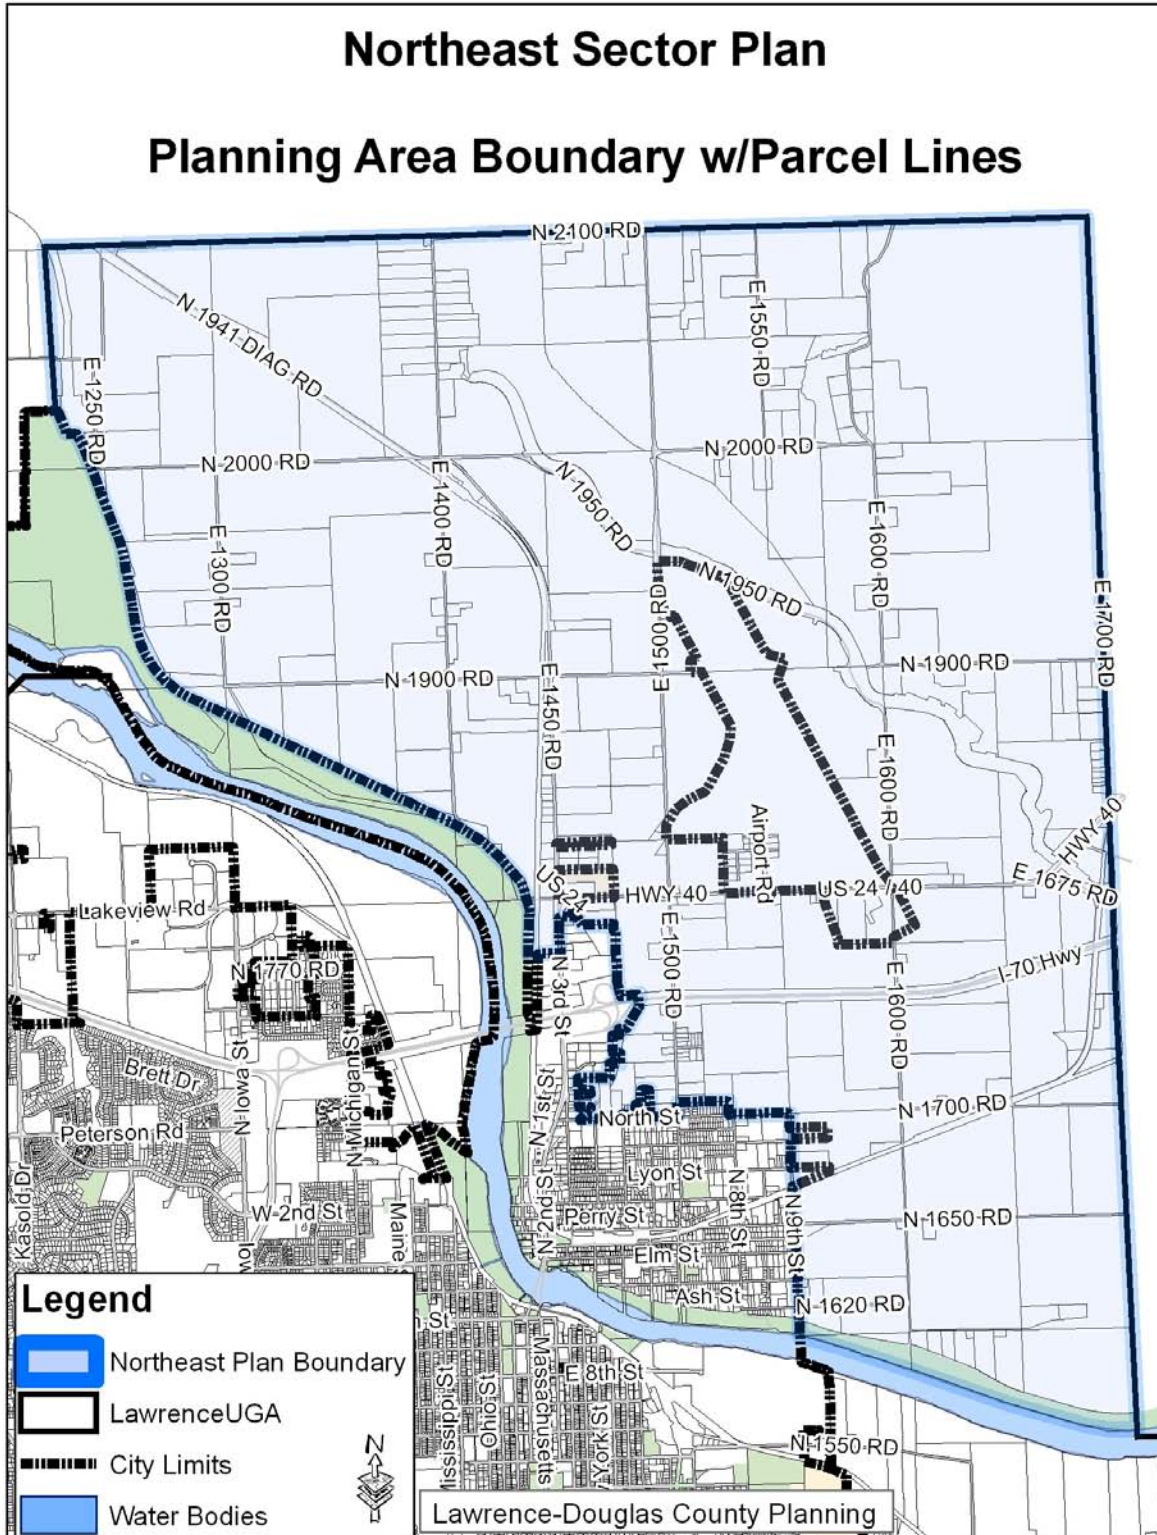 Northeast Sector Plan
Planning Area Boundary w/Parcel Lines
N 2100 RD
N 1941 DIAG RD
E 1550 RD
E 1250 RD
N 2000 RD
N 2000 RD
E 1400 RD
N 1950 RD
E 1300 RD
E 1600 RD
N 1950 RD
E 1500 RD
E 1700 RD
N 1900 RD
N 1900 RD
E 1450 RD
E 1600 RD
Airport Rd
HWY 40
US 24
HWY 40
US 24 / 40
E 1675 RD
Lakeview Rd
E 1500 RD
N 1770 RD
N 3rd St
I-70 Hwy
E 1600 RD
N Iowa St
N Michigan St
Brett Dr
Peterson Rd
N 1st St
North St
N 1700 RD
Kasold Dr
Lyon St
N 8th St
W 2nd St
Maine
N 2nd St
Perry St
N 9th St
N 1650 RD
Elm St
Ash St
N 1620 RD
Massachusetts
E 8th St
Ohio St
York St
N 1550 RD
Legend
Northeast Plan Boundary
LawrenceUGA
City Limits
Water Bodies
N
Lawrence-Douglas County Planning